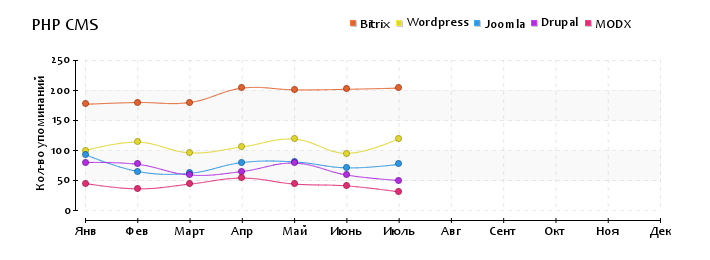 PHP CMS
Bitrix Wordpress Joomla Drupal MODX
Кол-во упоминаний
250
200
150
100
50
0
Янв Фев Март Апр Май Июнь Июль Авг Сент Окт Ноя Дек